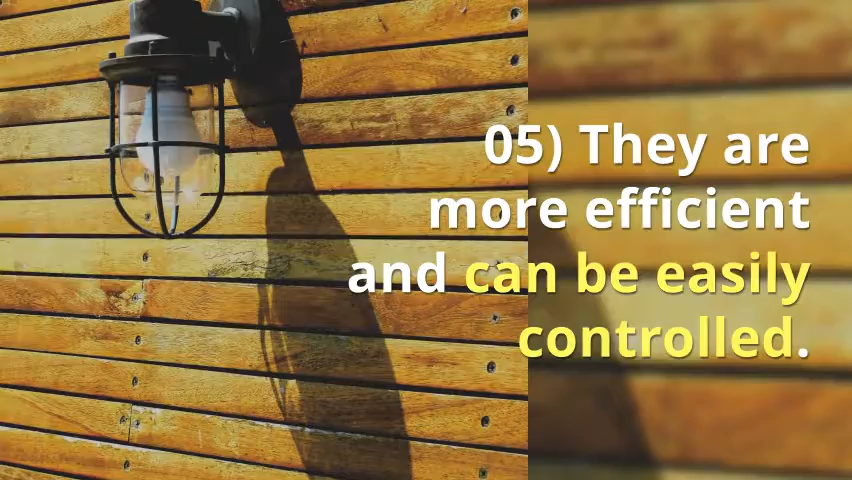 05) They are
more efficient
and can be easily
controlled.